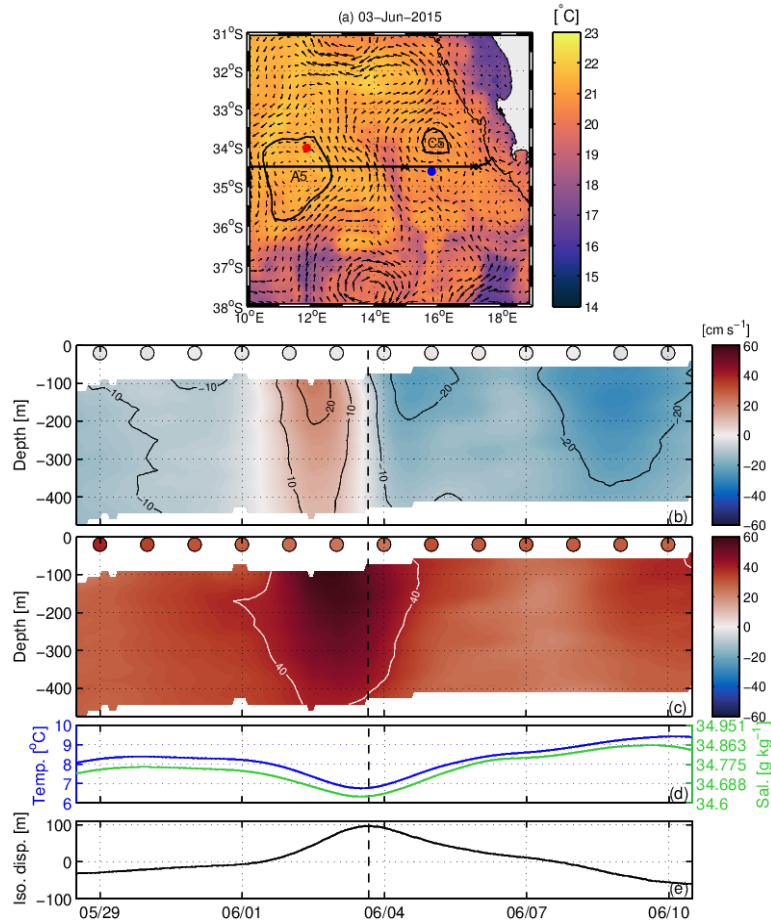 (a) 03-Jun-2015
[°C]
31°S
32°S
33°S
34°S
35°S
36°S
37°S
38°S
10°E 12°E 14°E 16°E 18°E
A5
C5
23
22
21
20
19
18
17
16
15
14
[cm s⁻¹]
Depth [m]
0
−100
−200
−300
−400
−10
−10
−10
20
10
10
−10
−20
−20
−20
(b)
60
40
20
0
−20
−40
−60
Depth [m]
0
−100
−200
−300
−400
40
40
40
(c)
60
40
20
0
−20
−40
−60
Temp. [°C]
10
9
8
7
6
(d)
34.951
34.863
34.775
34.688
34.6
Sal. [g kg⁻¹]
Iso. disp. [m]
100
0
−100
(e)
05/29 06/01 06/04 06/07 06/10